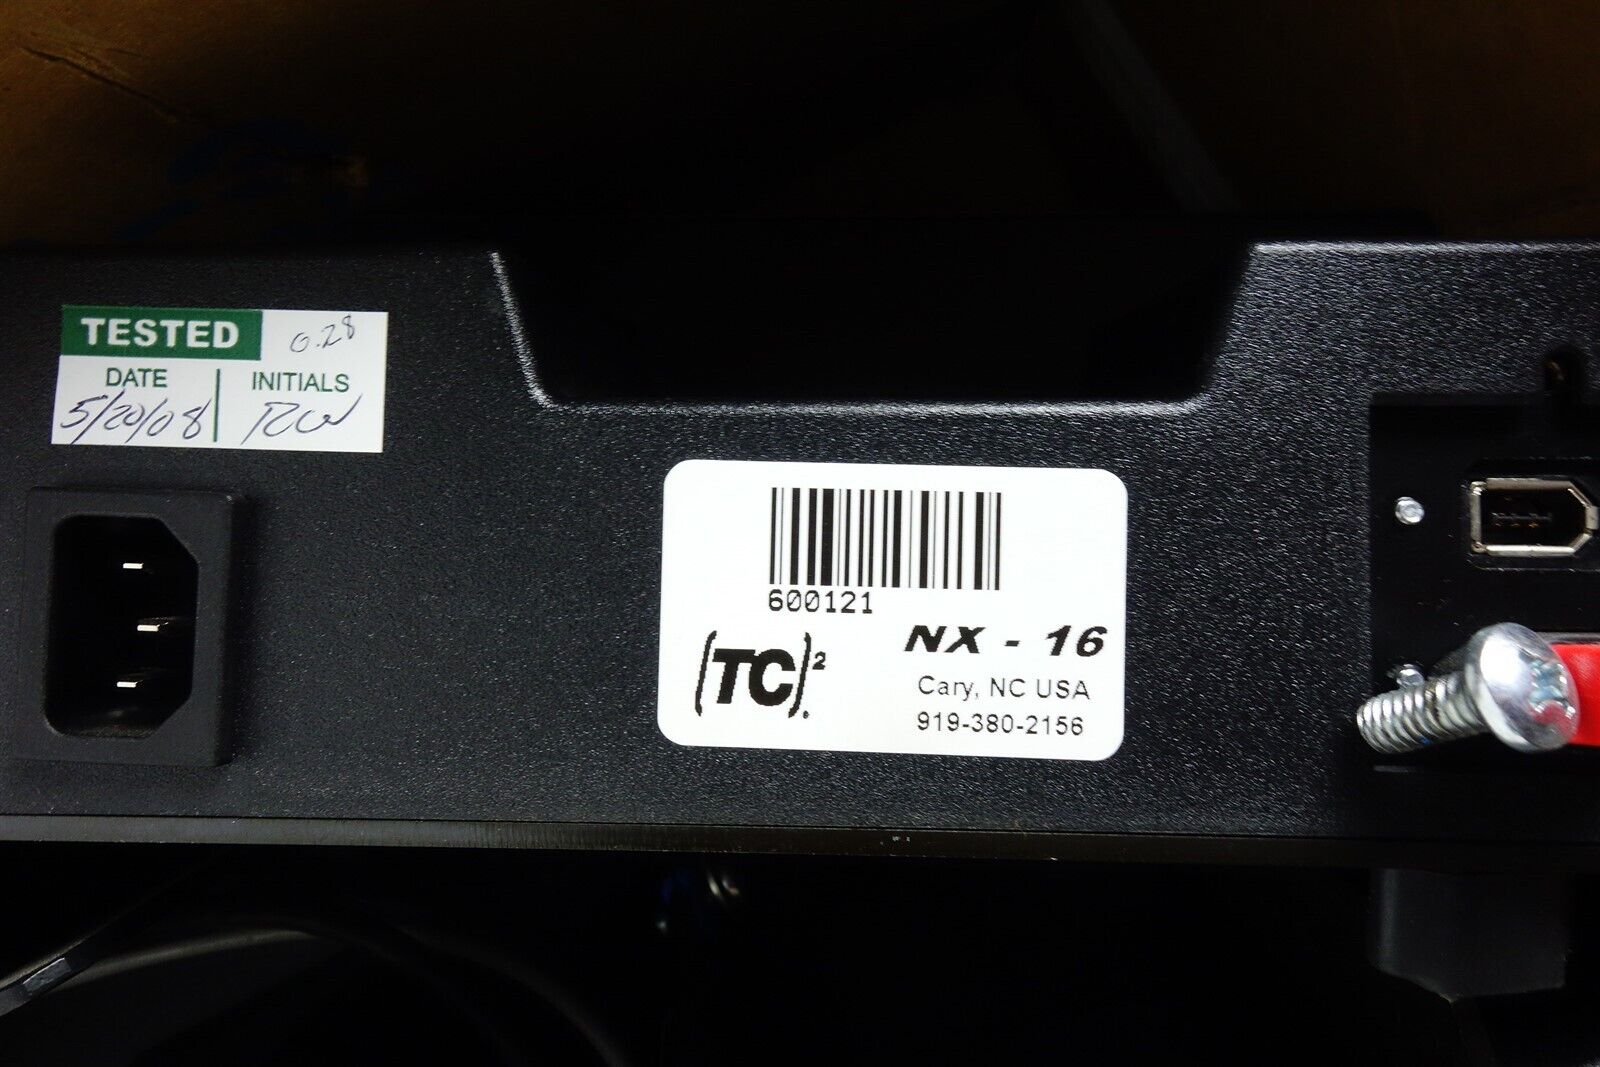 TESTED 0.28
DATE INITIALS
5/20/08 RW
600121
NX - 16
(TC)²
Cary, NC USA
919-380-2156